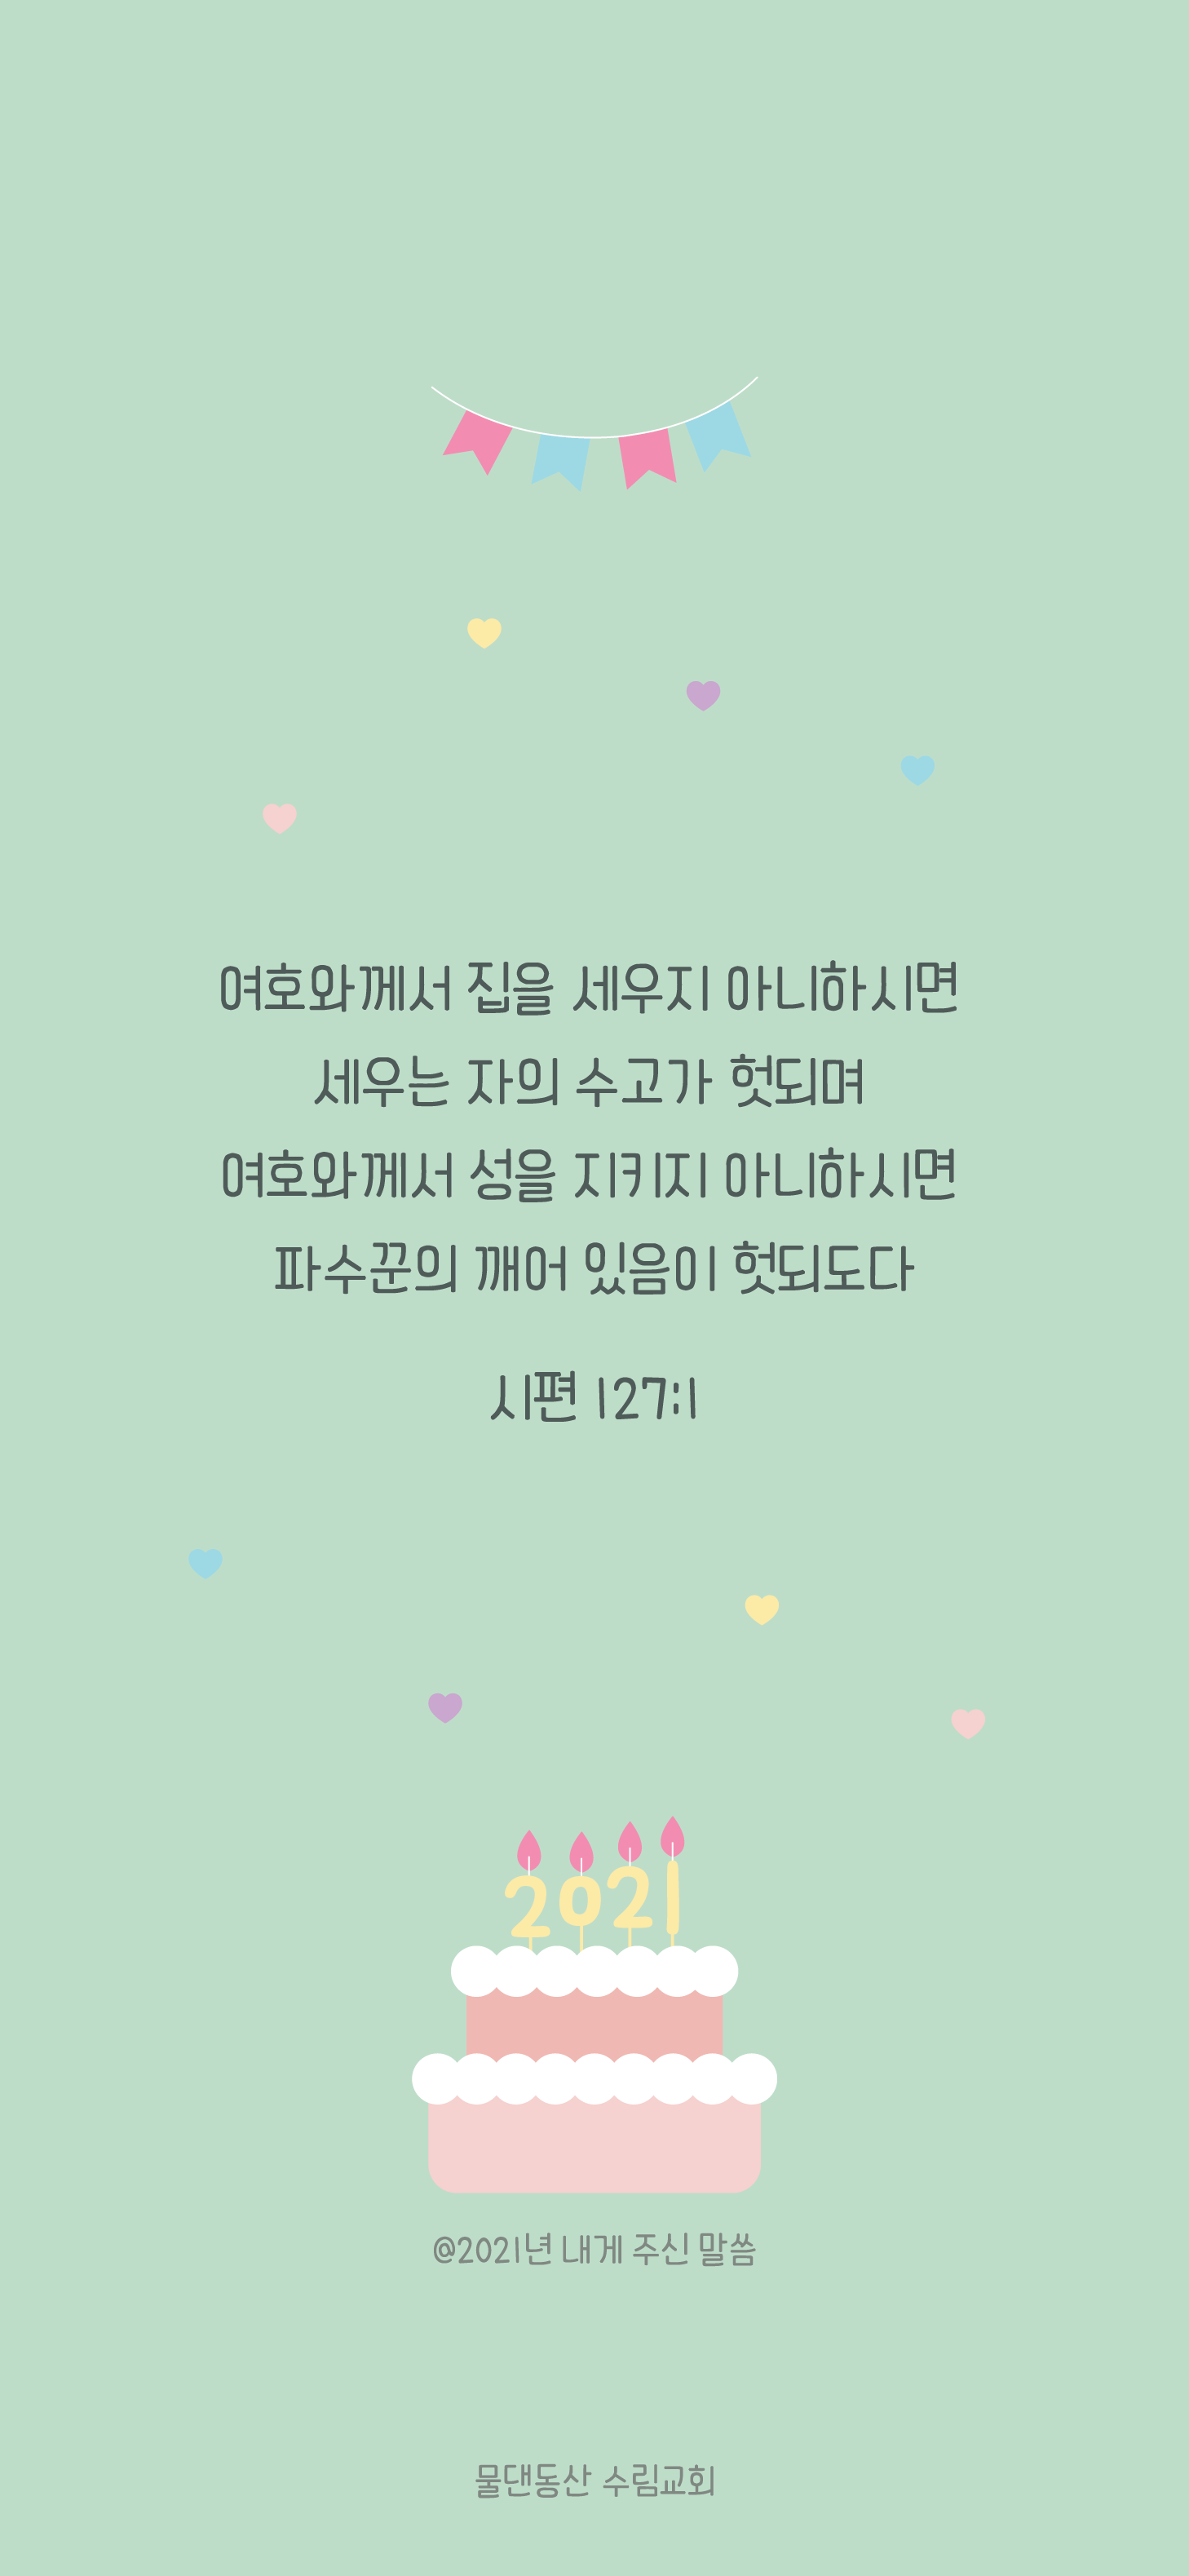 여호와께서 집을 세우지 아니하시면
세우는 자의 수고가 헛되며
여호와께서 성을 지키지 아니하시면
파수꾼의 깨어 있음이 헛되도다
시편 127:1
2021
@2021년 내게 주신 말씀
물댄동산 수림교회